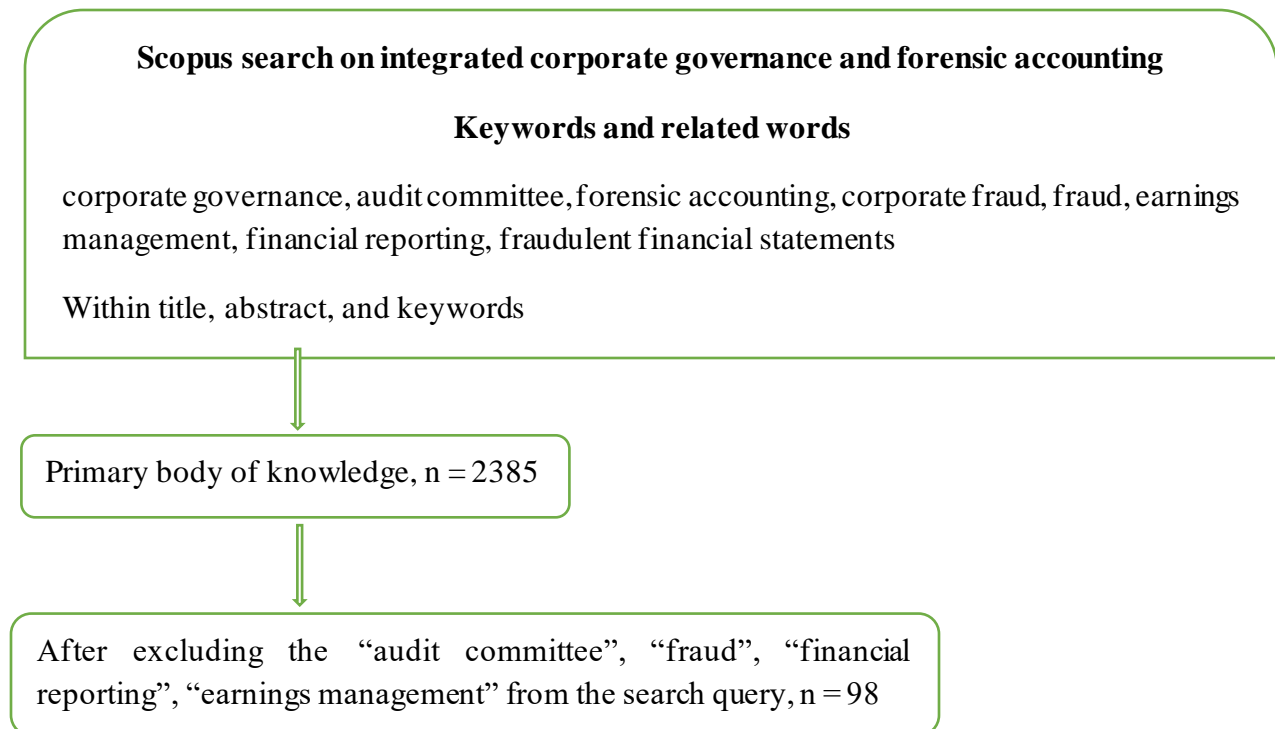 Scopus search on integrated corporate governance and forensic accounting
Keywords and related words
corporate governance, audit committee, forensic accounting, corporate fraud, fraud, earnings
management, financial reporting, fraudulent financial statements
Within title, abstract, and keywords
Primary body of knowledge, n = 2385
After excluding the “audit committee”, “fraud”, “financial
reporting”, “earnings management” from the search query, n = 98